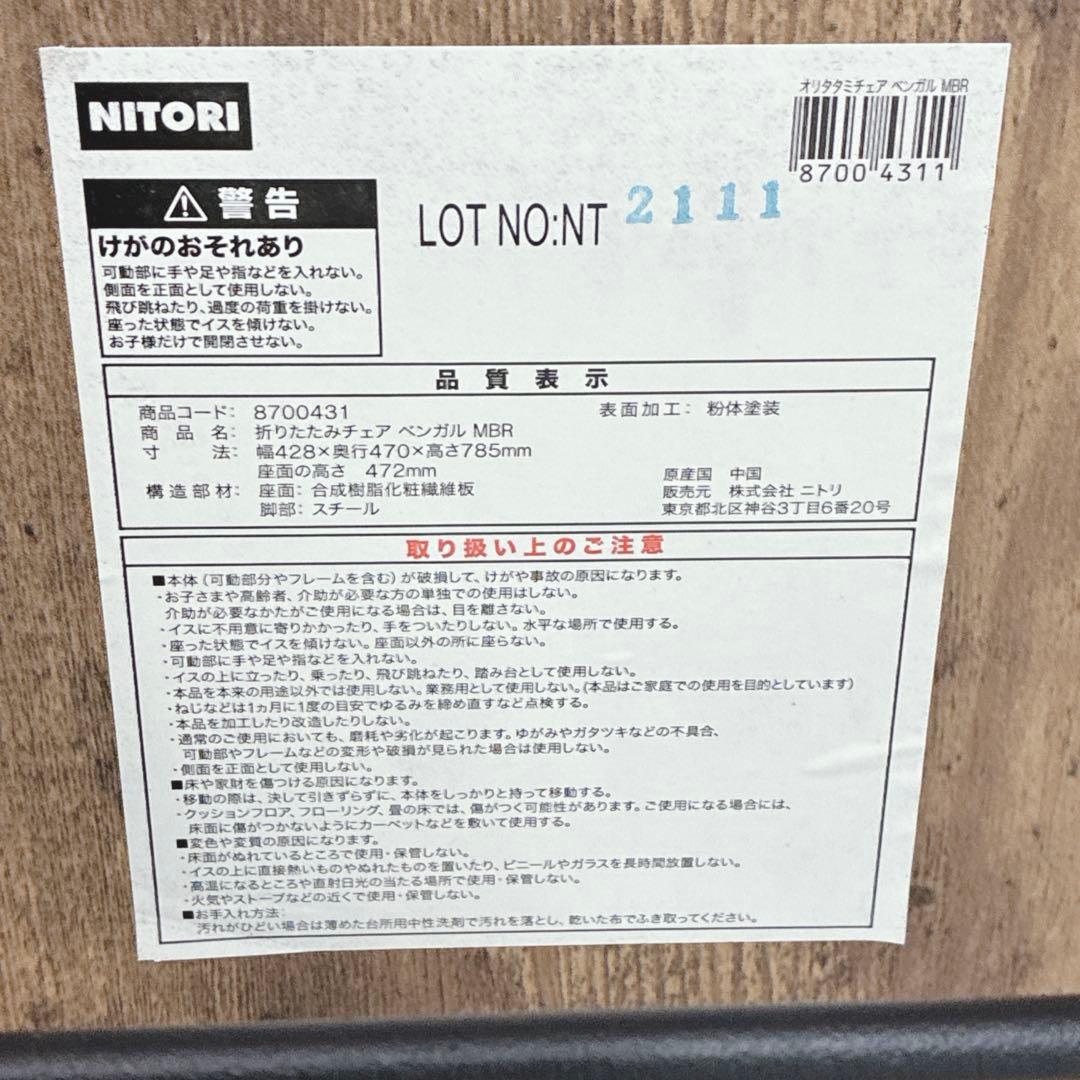 NITORI
オリタタミチェア ベンガル MBR
8700 4311
LOT NO:NT 2111
警告
けがのおそれあり
可動部に手や足や指などを入れない。
側面を正面として使用しない。
飛び跳ねたり、過度の荷重を掛けない。
座った状態でイスを傾けない。
お子様だけで開閉させない。
品質表示
商品コード: 8700431
表面加工: 粉体塗装
商品名: 折りたたみチェア ベンガル MBR
寸法: 幅428×奥行470×高さ785mm
座面の高さ 472mm
構造部材: 座面: 合成樹脂化粧繊維板
脚部: スチール
原産国 中国
販売元 株式会社 ニトリ
東京都北区神谷3丁目6番20号
取り扱い上のご注意
■本体(可動部分やフレームを含む)が破損して、けがや事故の原因になります。
・お子さまや高齢者、介助が必要な方の単独での使用はしない。
介助が必要なかたがご使用になる場合は、目を離さない。
・イスに不用意に寄りかかったり、手をついたりしない。水平な場所で使用する。
・座った状態でイスを傾けない。座面以外の所に座らない。
・可動部に手や足や指などを入れない。
・イスの上に立ったり、乗ったり、飛び跳ねたり、踏み台として使用しない。
・本品を本来の用途以外では使用しない。業務用として使用しない。(本品はご家庭での使用を目的としています)
・ねじなどは1ヵ月に1度の目安でゆるみを締め直すなど点検する。
・本品を加工したり改造したりしない。
・通常のご使用においても、磨耗や劣化が起こります。ゆがみやガタツキなどの不具合、
可動部やフレームなどの変形や破損が見られた場合は使用しない。
・側面を正面として使用しない。
■床や家財を傷つける原因になります。
・移動の際は、決して引きずらずに、本体をしっかりと持って移動する。
・クッションフロア、フローリング、畳の床では、傷がつく可能性があります。ご使用になる場合には、
床面に傷がつかないようにカーペットなどを敷いて使用する。
■変色や変質の原因になります。
・床面がぬれているところで使用・保管しない。
・イスの上に直接熱いものやぬれたものを置いたり、ビニールやガラスを長時間放置しない。
・高温になるところや直射日光の当たる場所で使用・保管しない。
・火気やストーブなどの近くで使用・保管しない。
■お手入れ方法:
汚れがひどい場合は薄めた台所用中性洗剤で汚れを落とし、乾いた布でふき取ってください。